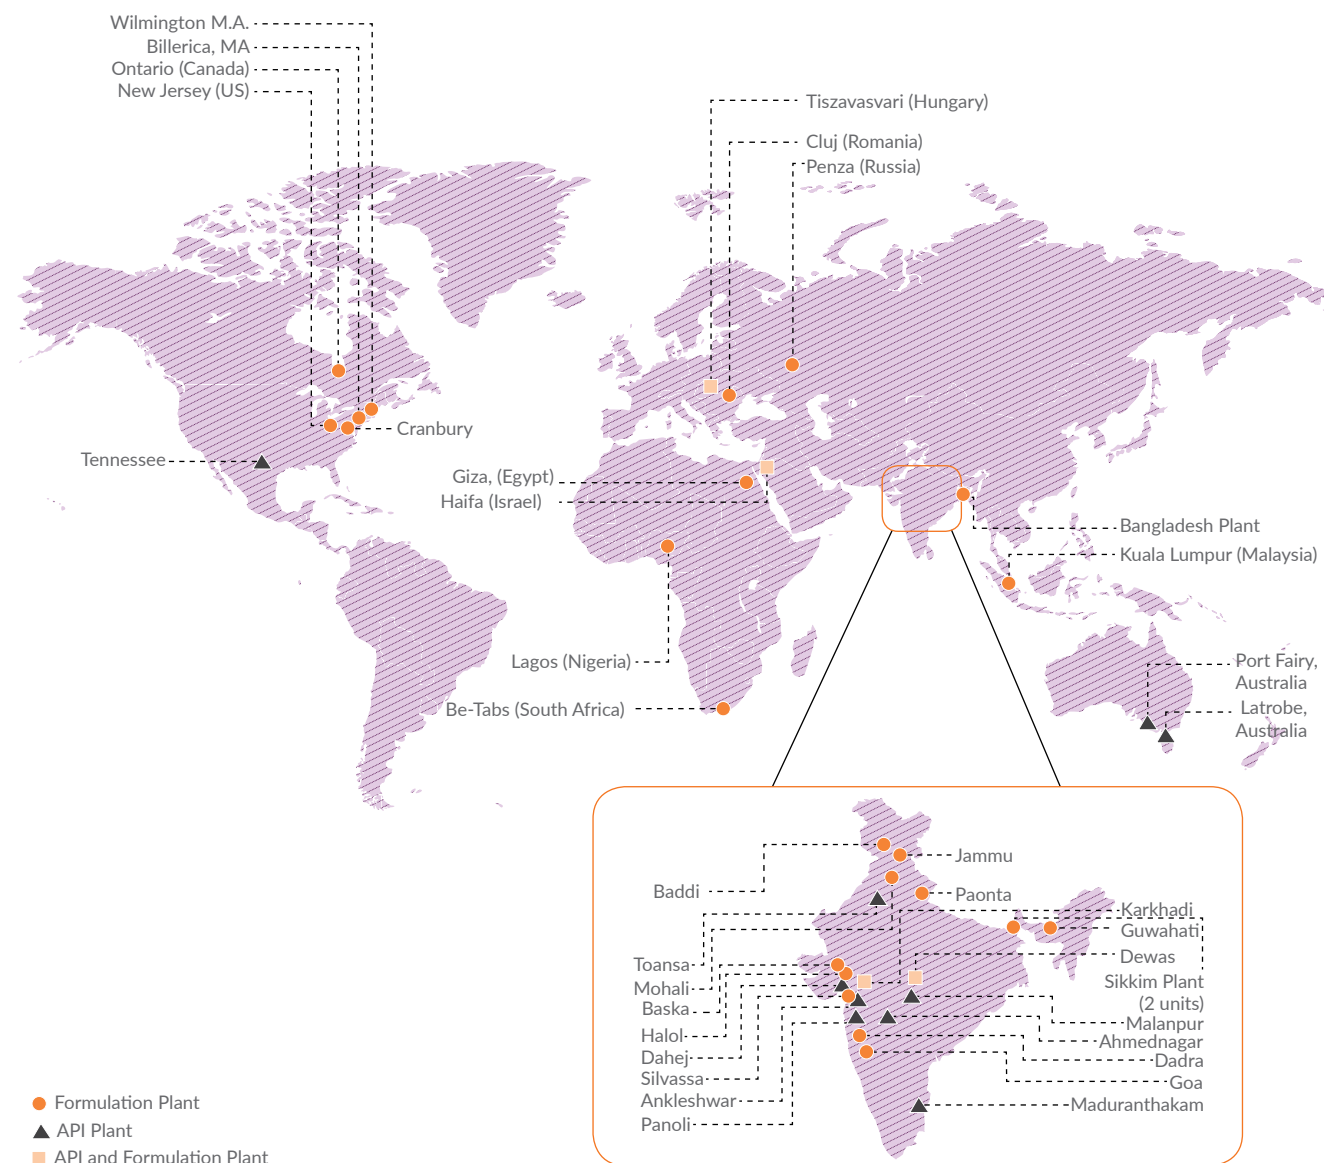 Wilmington M.A.
Billerica, MA
Ontario (Canada)
New Jersey (US)
Tiszavasvari (Hungary)
Cluj (Romania)
Penza (Russia)
Cranbury
Tennessee
Giza, (Egypt)
Haifa (Israel)
Bangladesh Plant
Kuala Lumpur (Malaysia)
Lagos (Nigeria)
Be-Tabs (South Africa)
Port Fairy,
Australia
Latrobe,
Australia
Jammu
Baddi
Paonta
Karkhadi
Guwahati
Dewas
Toansa
Sikkim Plant
(2 units)
Mohali
Baska
Malanpur
Halol
Ahmednagar
Dahej
Dadra
Silvassa
Goa
Ankleshwar
Maduranthakam
Panoli
Formulation Plant
API Plant
API and Formulation Plant